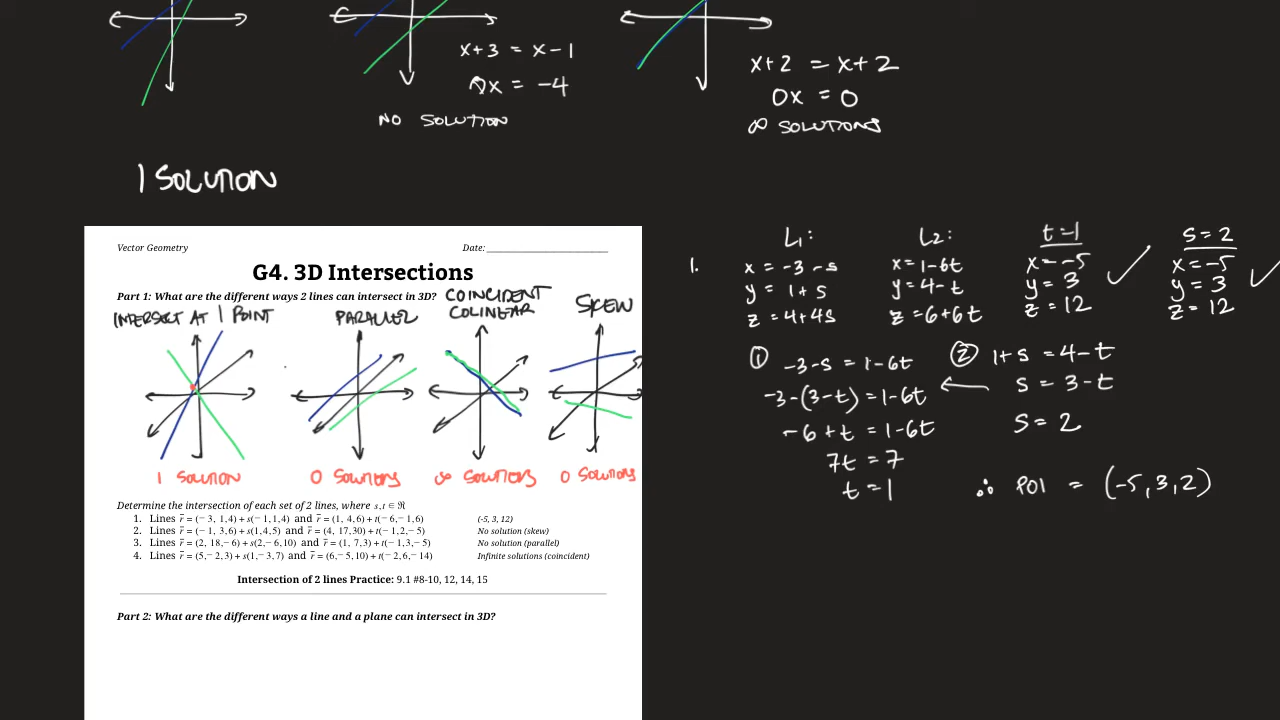 x+3 = x-1
0x = -4
NO SOLUTION
x+2 = x+2
0x = 0
∞ SOLUTIONS
1 SOLUTION
Vector Geometry
Date:
G4. 3D Intersections
Part 1: What are the different ways 2 lines can intersect in 3D?
INTERSECT AT 1 POINT
PARALLEL
COINCIDENT
COLINEAR
SKEW
1 SOLUTION
0 SOLUTIONS
∞ SOLUTIONS
0 SOLUTIONS
Determine the intersection of each set of 2 lines, where s,t ∈ ℜ
1. Lines r⃗ = (− 3, 1,4) + s(− 1,1,4) and r⃗ = (1, 4,6) + t(−6,−1,6) (-5, 3, 12)
2. Lines r⃗ = (− 1, 3,6) + s(1,4,5) and r⃗ = (4, 17,30) + t(−1,2,− 5) No solution (skew)
3. Lines r⃗ = (2, 18,− 6) + s(2,−6,10) and r⃗ = (1, 7,3) + t(−1,3,− 5) No solution (parallel)
4. Lines r⃗ = (5,− 2,3) + s(1,−3,7) and r⃗ = (6,−5,10) + t(−2,6,−14) Infinite solutions (coincident)
Intersection of 2 lines Practice: 9.1 #8-10, 12, 14, 15
Part 2: What are the different ways a line and a plane can intersect in 3D?
1.
L1:
x = -3 - s
y = 1+s
z = 4+4s
L2:
x = 1-6t
y = 4-t
z = 6+6t
t=1
x = -5
y = 3
z = 12
✓
s = 2
x = -5
y = 3
z = 12
✓
① -3-s = 1-6t
-3-(3-t) = 1-6t
-6+t = 1-6t
7t = 7
t = 1
② 1+s = 4-t
← s = 3-t
s = 2
∴ POI = (-5,3,2)